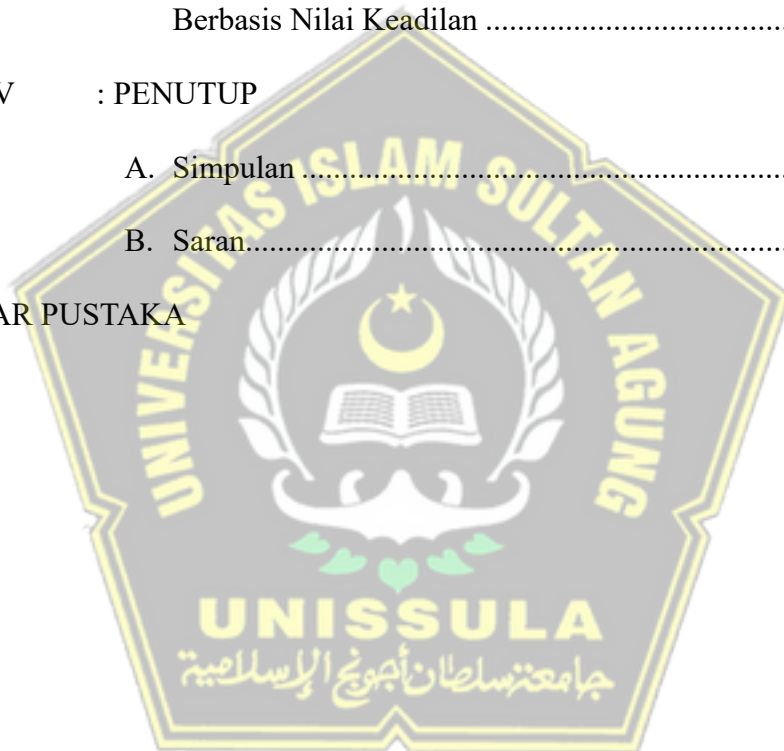 Berbasis Nilai Keadilan ..................................
V : PENUTUP
A. Simpulan ......................................................
B. Saran............................................................
AR PUSTAKA
UNIVERSITAS ISLAM SULTAN AGUNG
UNISSULA
جامعة سلطان أجونج الإسلامية